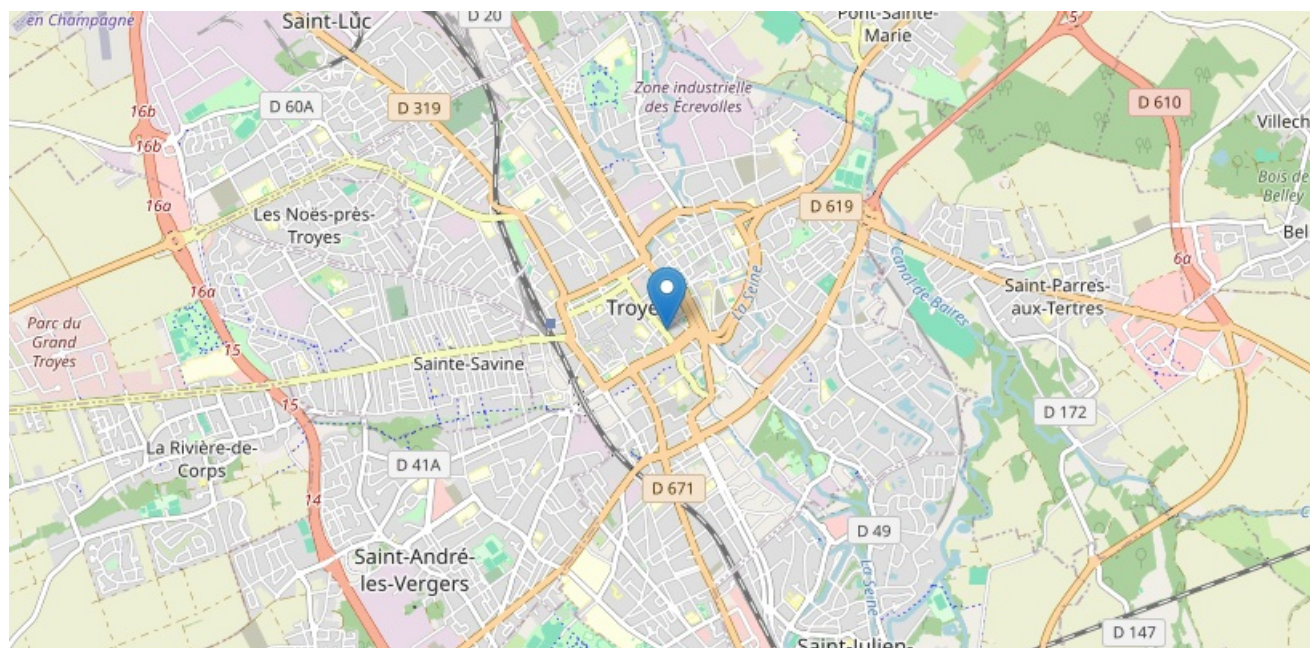 en Champagne
Saint-Luc
D 20
Pont-Sainte-
Marie
5
16b
D 60A
D 319
Zone industrielle
des Écrevolles
D 610
Villech
16b
Bois de
Belley
16a
Les Noës-près-
Troyes
D 619
Bel
Canal de Baires
6a
16a
La Seine
Saint-Parres-
aux-Tertres
Troye
Parc du
Grand
Troyes
15
Sainte-Savine
15
D 172
La Rivière-de-
Corps
D 41A
14
D 671
D 49
Saint-André-
les-Vergers
La Seine
D 147
Saint-Julien-